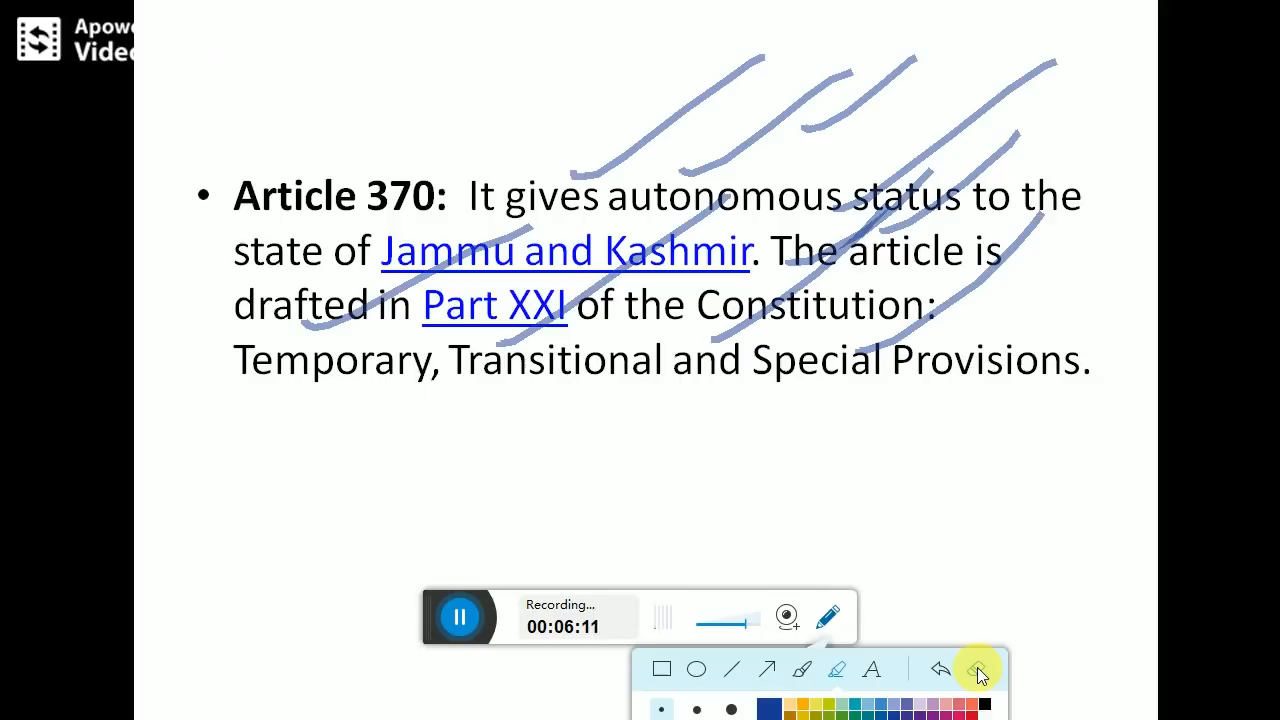 Apowe
Video
• Article 370: It gives autonomous status to the
state of Jammu and Kashmir. The article is
drafted in Part XXI of the Constitution:
Temporary, Transitional and Special Provisions.
Recording...
00:06:11
A